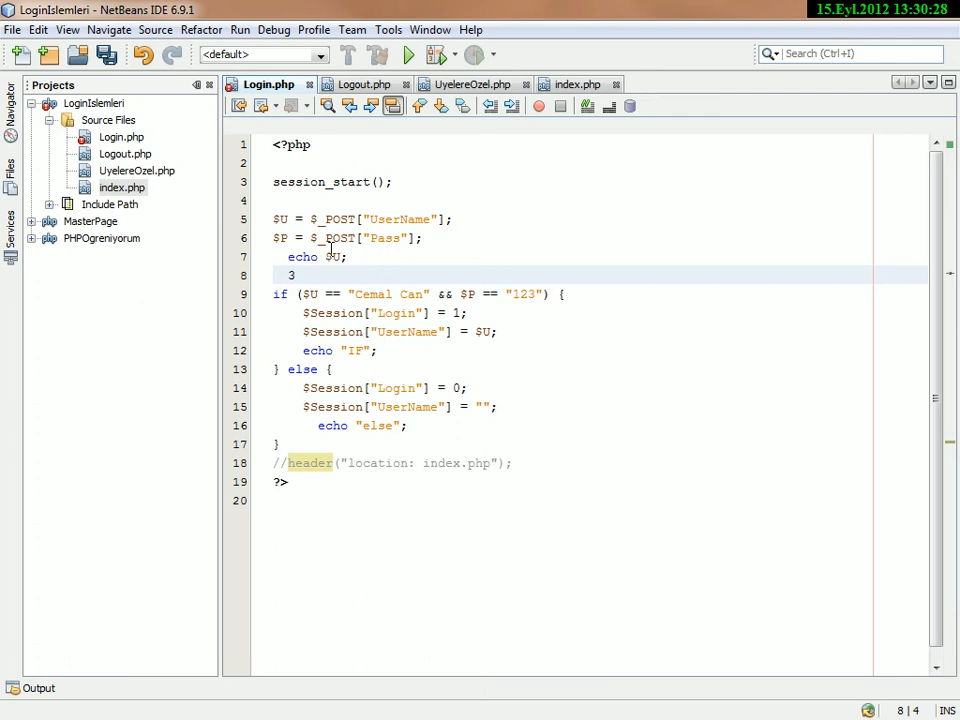 LoginIslemleri - NetBeans IDE 6.9.1
15.Eyl.2012 13:30:28
File Edit View Navigate Source Refactor Run Debug Profile Team Tools Window Help
<default>
Search (Ctrl+I)
Projects
Login.php Logout.php UyelereOzel.php index.php
Navigator
Files
Services
LoginIslemleri
Source Files
Login.php
Logout.php
UyelereOzel.php
index.php
Include Path
MasterPage
PHPOgreniyorum
1 <?php
2
3 session_start();
4
5 $U = $_POST["UserName"];
6 $P = $_POST["Pass"];
7 echo $U;
8 3
9 if ($U == "Cemal Can" && $P == "123") {
10 $Session["Login"] = 1;
11 $Session["UserName"] = $U;
12 echo "IF";
13 } else {
14 $Session["Login"] = 0;
15 $Session["UserName"] = "";
16 echo "else";
17 }
18 //header("location: index.php");
19 ?>
20
Output
8 | 4 INS